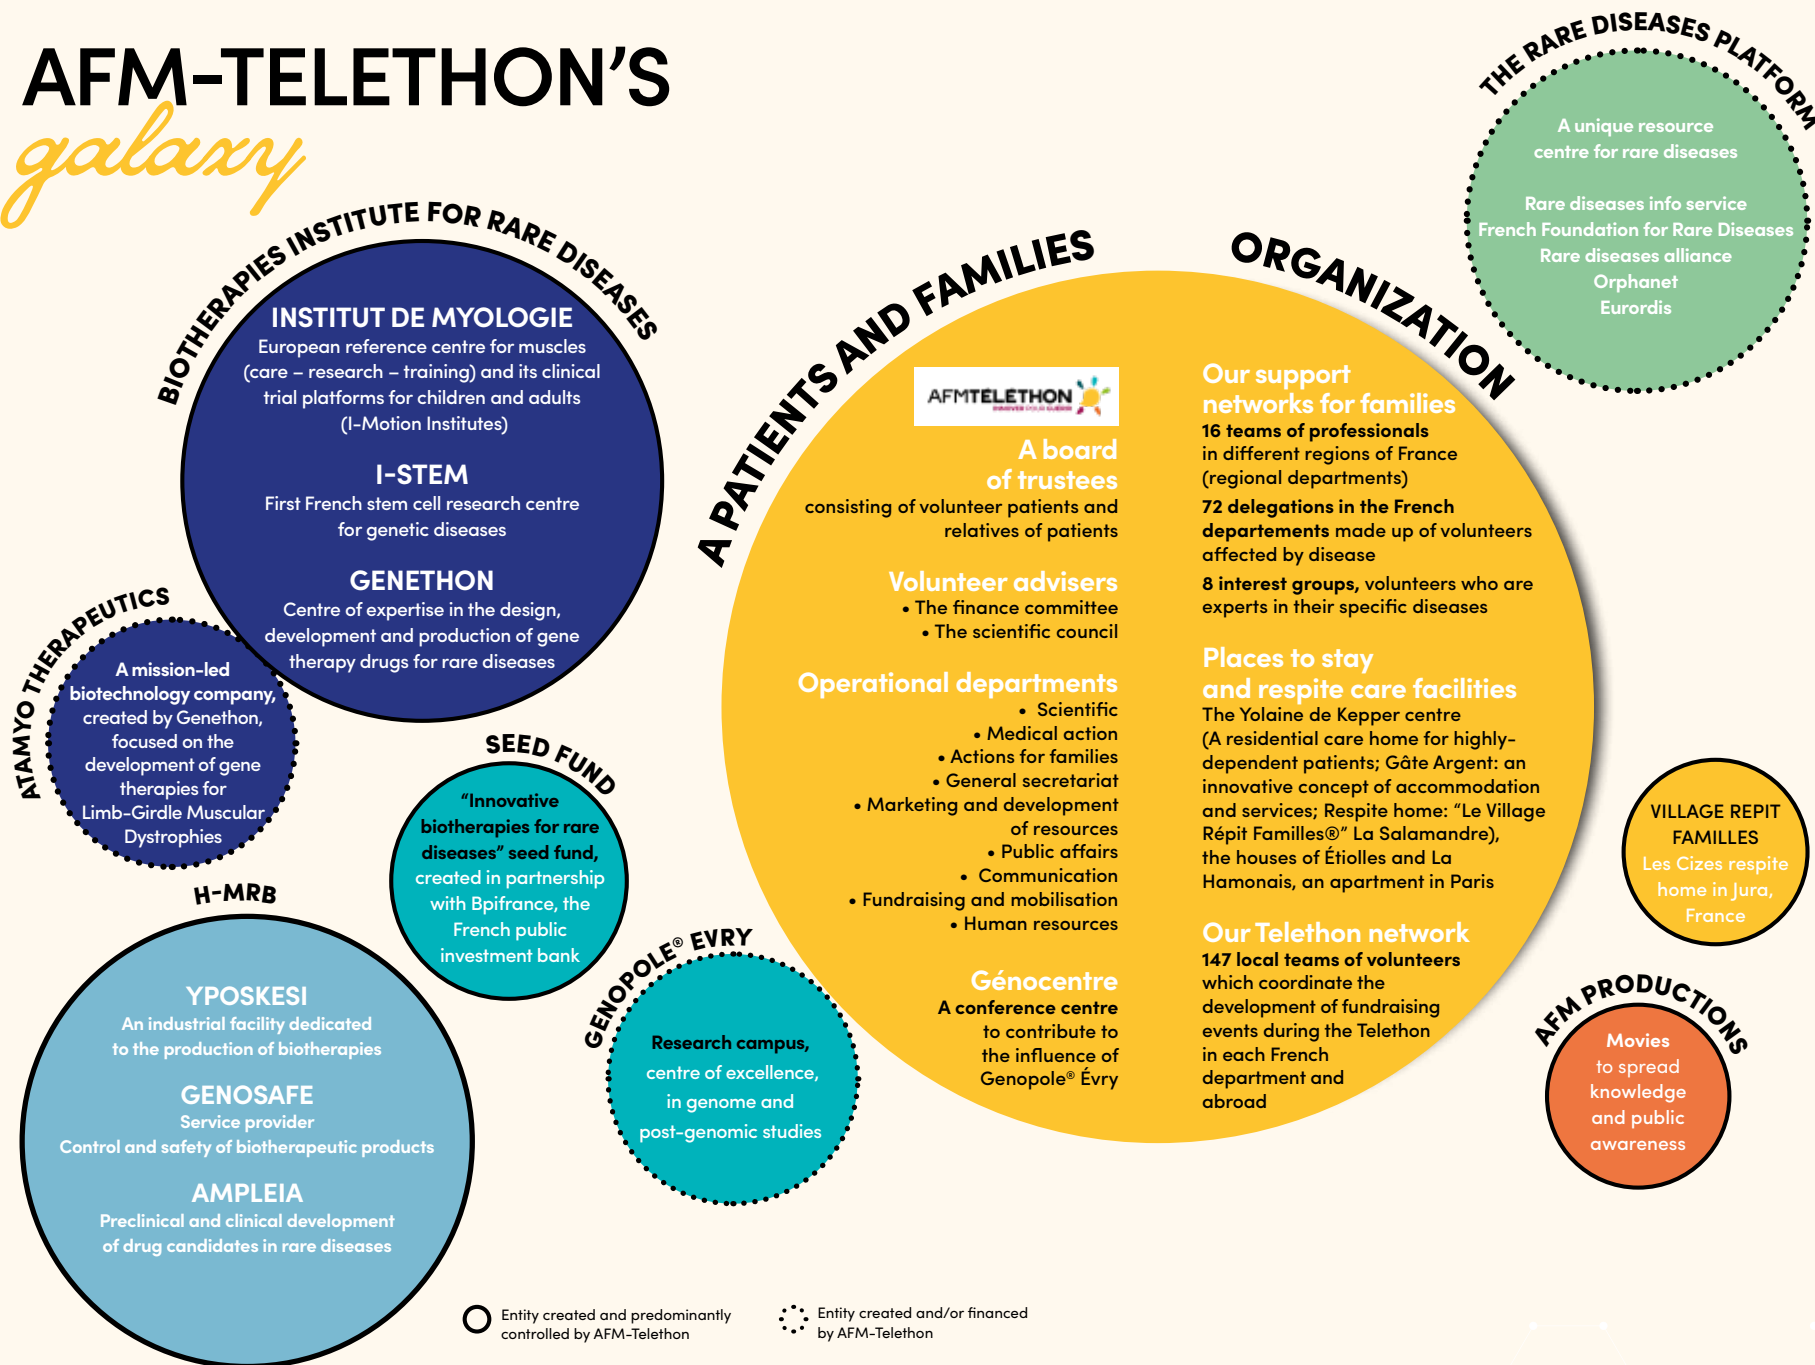 AFM-TELETHON'S
galaxy
BIOTHERAPIES INSTITUTE FOR RARE DISEASES
INSTITUT DE MYOLOGIE
European reference centre for muscles
(care – research – training) and its clinical
trial platforms for children and adults
(I-Motion Institutes)
I-STEM
First French stem cell research centre
for genetic diseases
GENETHON
Centre of expertise in the design,
development and production of gene
therapy drugs for rare diseases
ATAMYO THERAPEUTICS
A mission-led
biotechnology company,
created by Genethon,
focused on the
development of gene
therapies for
Limb-Girdle Muscular
Dystrophies
SEED FUND
“Innovative
biotherapies for rare
diseases” seed fund,
created in partnership
with Bpifrance, the
French public
investment bank
H-MRB
YPOSKESI
An industrial facility dedicated
to the production of biotherapies
GENOSAFE
Service provider
Control and safety of biotherapeutic products
AMPLEIA
Preclinical and clinical development
of drug candidates in rare diseases
GENOPOLE® EVRY
Research campus,
centre of excellence,
in genome and
post-genomic studies
A PATIENTS AND FAMILIES ORGANIZATION
AFMTELETHON
INNOVER POUR GUÉRIR
A board
of trustees
consisting of volunteer patients and
relatives of patients
Volunteer advisers
• The finance committee
• The scientific council
Operational departments
• Scientific
• Medical action
• Actions for families
• General secretariat
• Marketing and development
of resources
• Public affairs
• Communication
• Fundraising and mobilisation
• Human resources
Génocentre
A conference centre
to contribute to
the influence of
Genopole® Évry
Our support
networks for families
16 teams of professionals
in different regions of France
(regional departments)
72 delegations in the French
departements made up of volunteers
affected by disease
8 interest groups, volunteers who are
experts in their specific diseases
Places to stay
and respite care facilities
The Yolaine de Kepper centre
(A residential care home for highly-
dependent patients; Gâte Argent: an
innovative concept of accommodation
and services; Respite home: “Le Village
Répit Familles®” La Salamandre),
the houses of Étiolles and La
Hamonais, an apartment in Paris
Our Telethon network
147 local teams of volunteers
which coordinate the
development of fundraising
events during the Telethon
in each French
department and
abroad
THE RARE DISEASES PLATFORM
A unique resource
centre for rare diseases
Rare diseases info service
French Foundation for Rare Diseases
Rare diseases alliance
Orphanet
Eurordis
VILLAGE REPIT
FAMILLES
Les Cizes respite
home in Jura,
France
AFM PRODUCTIONS
Movies
to spread
knowledge
and public
awareness
Entity created and predominantly
controlled by AFM-Telethon
Entity created and/or financed
by AFM-Telethon